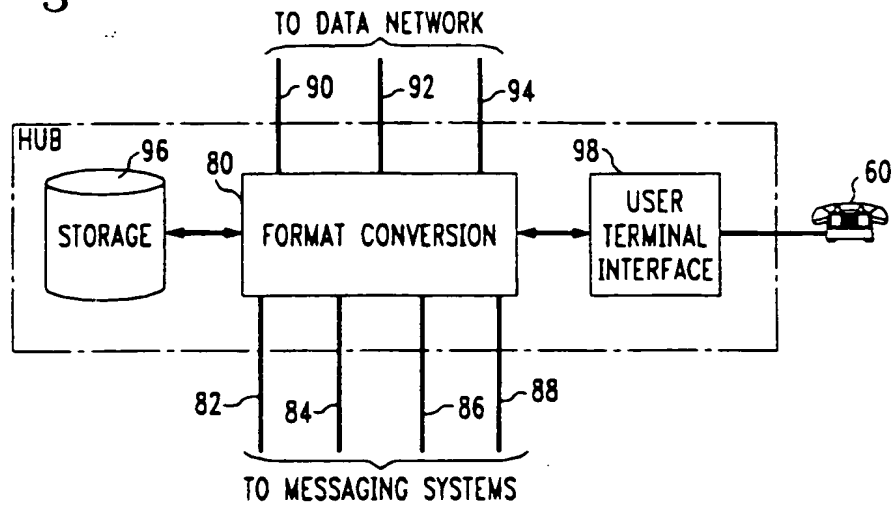 TO DATA NETWORK
90 92 94
HUB
96 80 98 60
STORAGE
FORMAT CONVERSION
USER
TERMINAL
INTERFACE
82 84 86 88
TO MESSAGING SYSTEMS